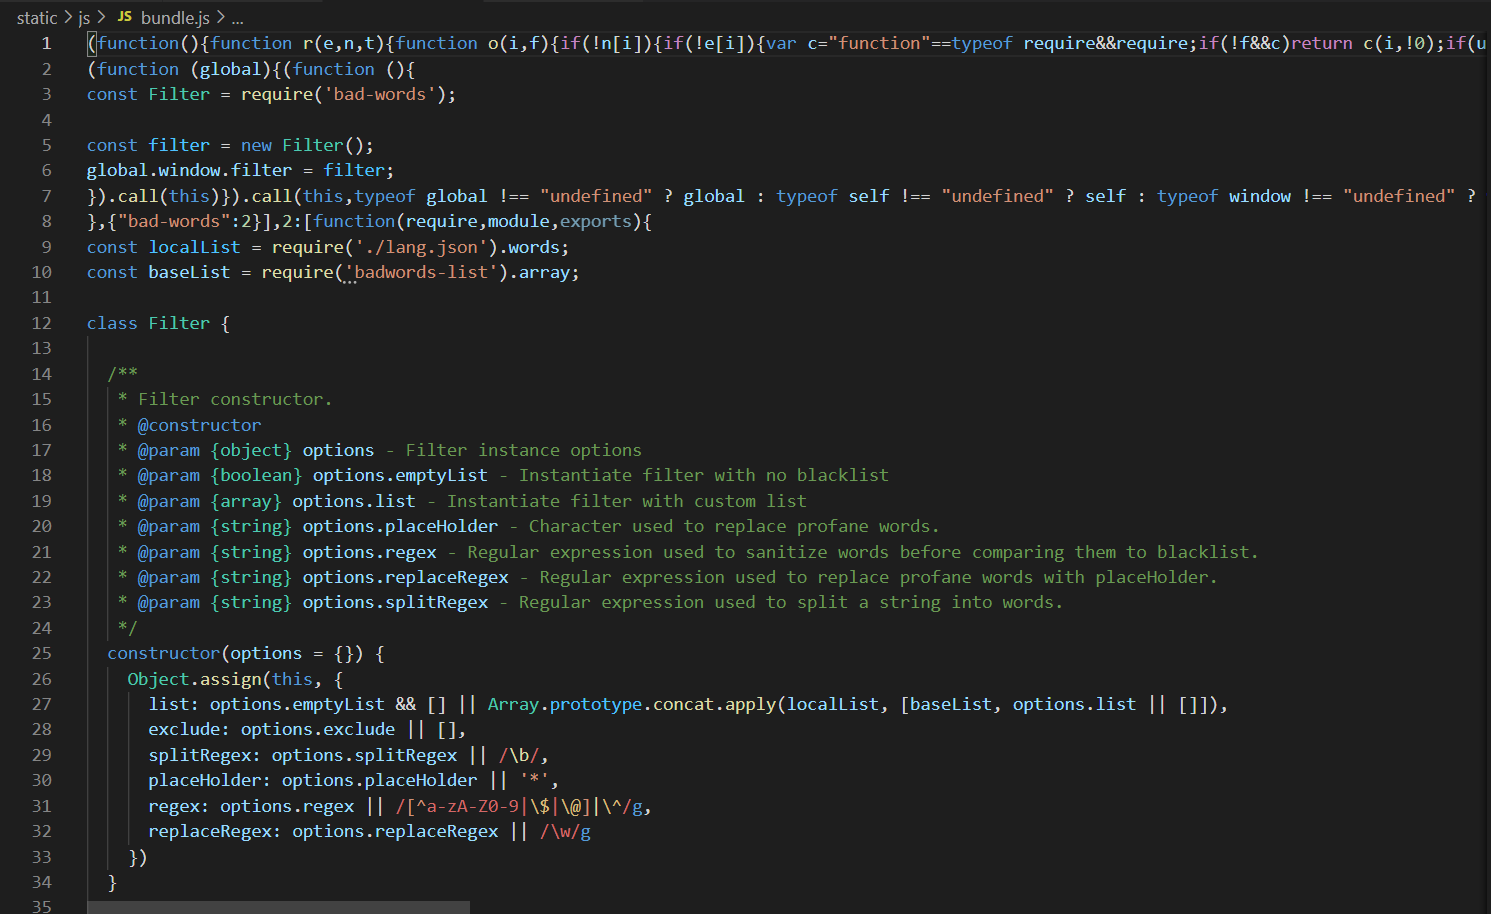 static > js > JS bundle.js > ...
1 (function(){function r(e,n,t){function o(i,f){if(!n[i]){if(!e[i]){var c="function"==typeof require&&require;if(!f&&c)return c(i,!0);if(u
2 (function (global){(function (){
3 const Filter = require('bad-words');
4
5 const filter = new Filter();
6 global.window.filter = filter;
7 }).call(this)}).call(this,typeof global !== "undefined" ? global : typeof self !== "undefined" ? self : typeof window !== "undefined" ?
8 },{"bad-words":2}],2:[function(require,module,exports){
9 const localList = require('./lang.json').words;
10 const baseList = require('badwords-list').array;
11
12 class Filter {
13
14 /**
15 * Filter constructor.
16 * @constructor
17 * @param {object} options - Filter instance options
18 * @param {boolean} options.emptyList - Instantiate filter with no blacklist
19 * @param {array} options.list - Instantiate filter with custom list
20 * @param {string} options.placeHolder - Character used to replace profane words.
21 * @param {string} options.regex - Regular expression used to sanitize words before comparing them to blacklist.
22 * @param {string} options.replaceRegex - Regular expression used to replace profane words with placeHolder.
23 * @param {string} options.splitRegex - Regular expression used to split a string into words.
24 */
25 constructor(options = {}) {
26 Object.assign(this, {
27 list: options.emptyList && [] || Array.prototype.concat.apply(localList, [baseList, options.list || []]),
28 exclude: options.exclude || [],
29 splitRegex: options.splitRegex || /\b/,
30 placeHolder: options.placeHolder || '*',
31 regex: options.regex || /[^a-zA-Z0-9|\$|\@]|\^/g,
32 replaceRegex: options.replaceRegex || /\w/g
33 })
34 }
35